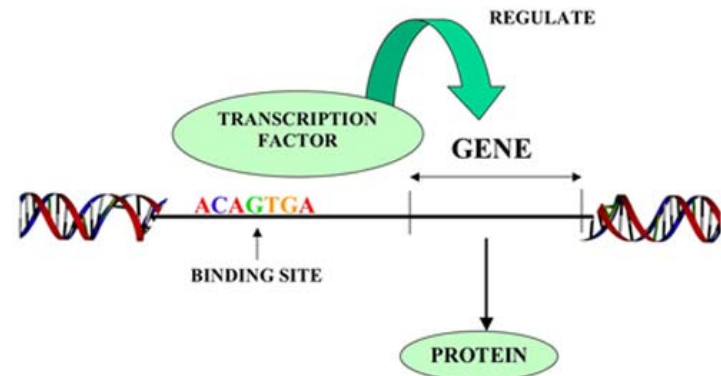 REGULATE
TRANSCRIPTION
FACTOR
GENE
ACAGTGA
BINDING SITE
PROTEIN